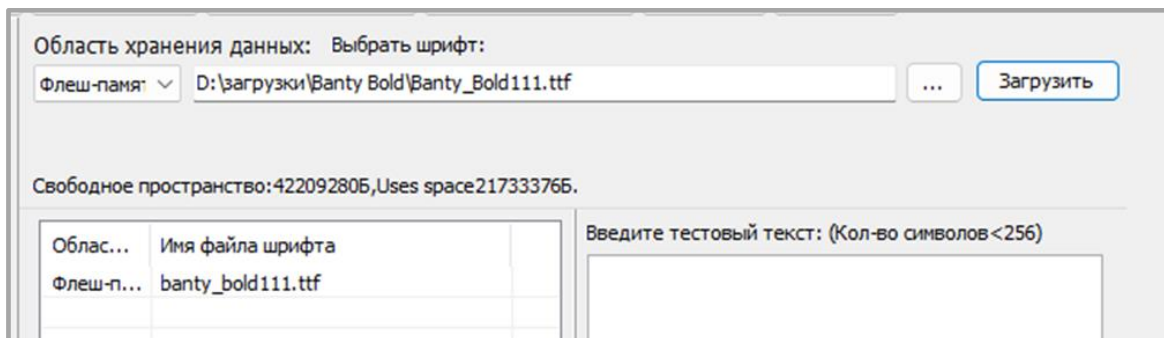 Область хранения данных: Выбрать шрифт:
Флеш-памят D:\загрузки\Banty Bold\Banty_Bold111.ttf ... Загрузить
Свободное пространство:42209280Б,Uses space21733376Б.
Облас... Имя файла шрифта
Флеш-п... banty_bold111.ttf
Введите тестовый текст: (Кол-во символов<256)